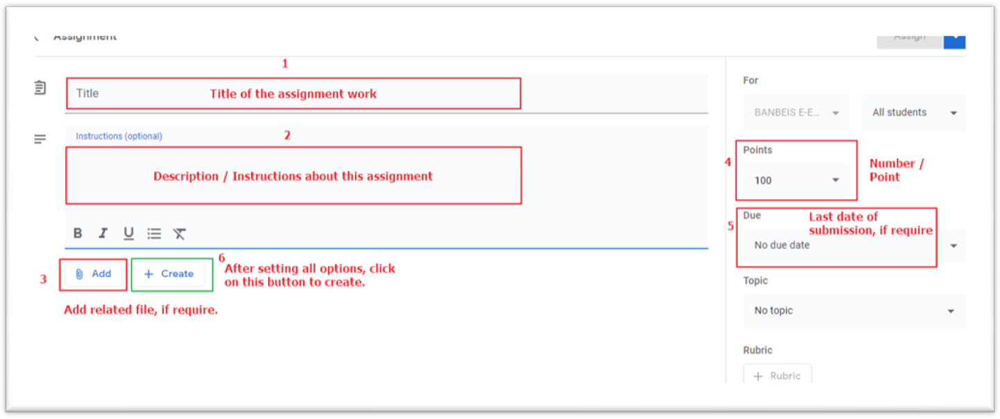 Assignment
Assign
1
Title
Title of the assignment work
For
BANBEIS E-E...
All students
Instructions (optional)
2
Description / Instructions about this assignment
4
Points
100
Number /
Point
5
Due
Last date of
submission, if require
No due date
B I U
3
Add
+ Create
6
After setting all options, click
on this button to create.
Add related file, if require.
Topic
No topic
Rubric
+ Rubric